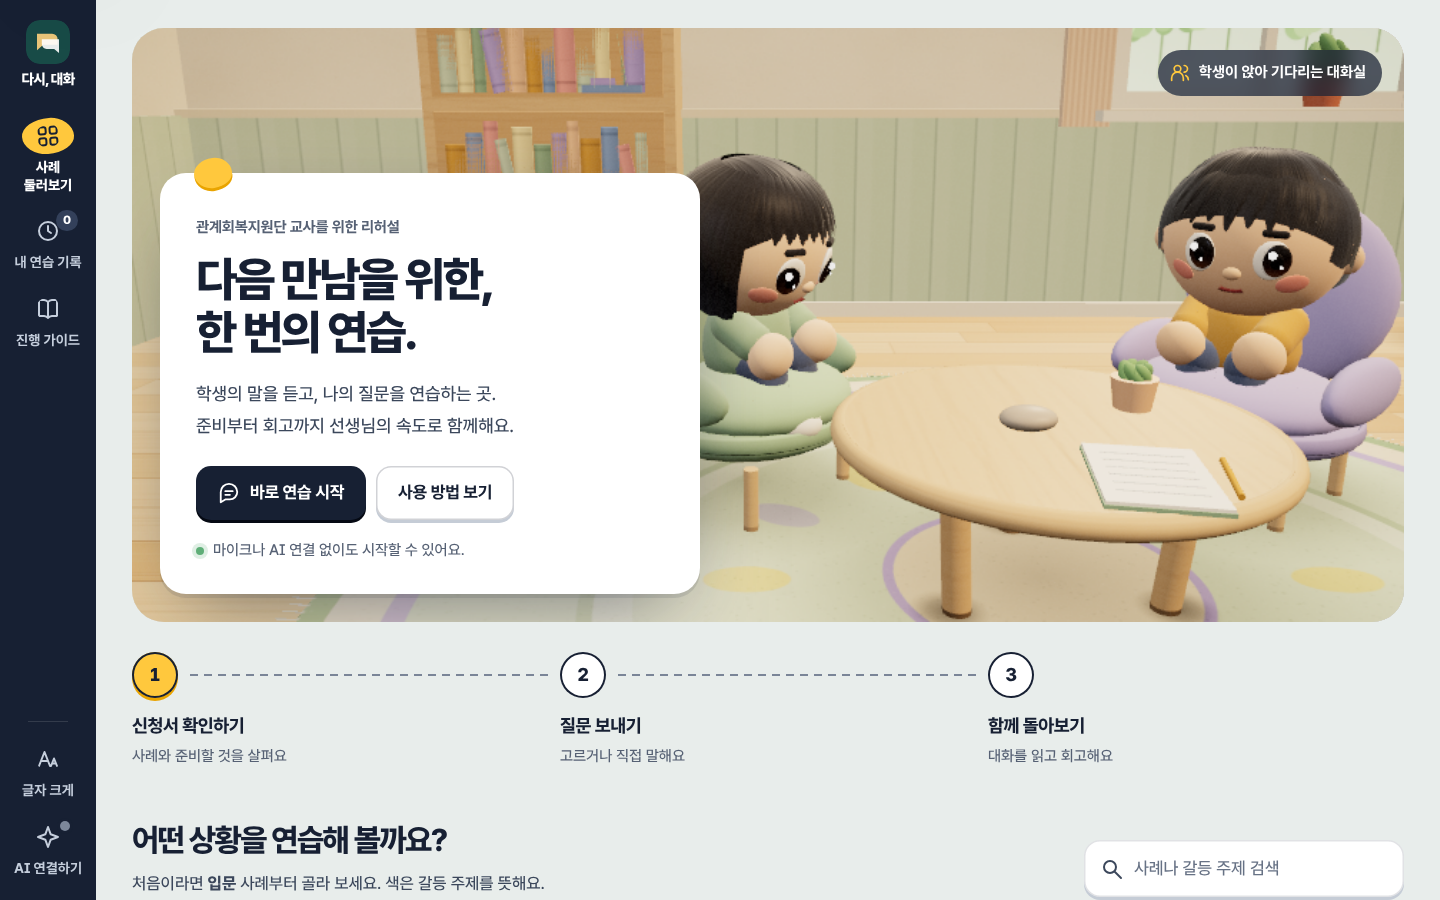 다시, 대화
사례
둘러보기
0
내 연습 기록
진행 가이드
글자 크게
AI 연결하기
학생이 앉아 기다리는 대화실
관계회복지원단 교사를 위한 리허설
다음 만남을 위한,
한 번의 연습.
학생의 말을 듣고, 나의 질문을 연습하는 곳.
준비부터 회고까지 선생님의 속도로 함께해요.
바로 연습 시작
사용 방법 보기
마이크나 AI 연결 없이도 시작할 수 있어요.
1
신청서 확인하기
사례와 준비할 것을 살펴요
2
질문 보내기
고르거나 직접 말해요
3
함께 돌아보기
대화를 읽고 회고해요
어떤 상황을 연습해 볼까요?
처음이라면 입문 사례부터 골라 보세요. 색은 갈등 주제를 뜻해요.
사례나 갈등 주제 검색